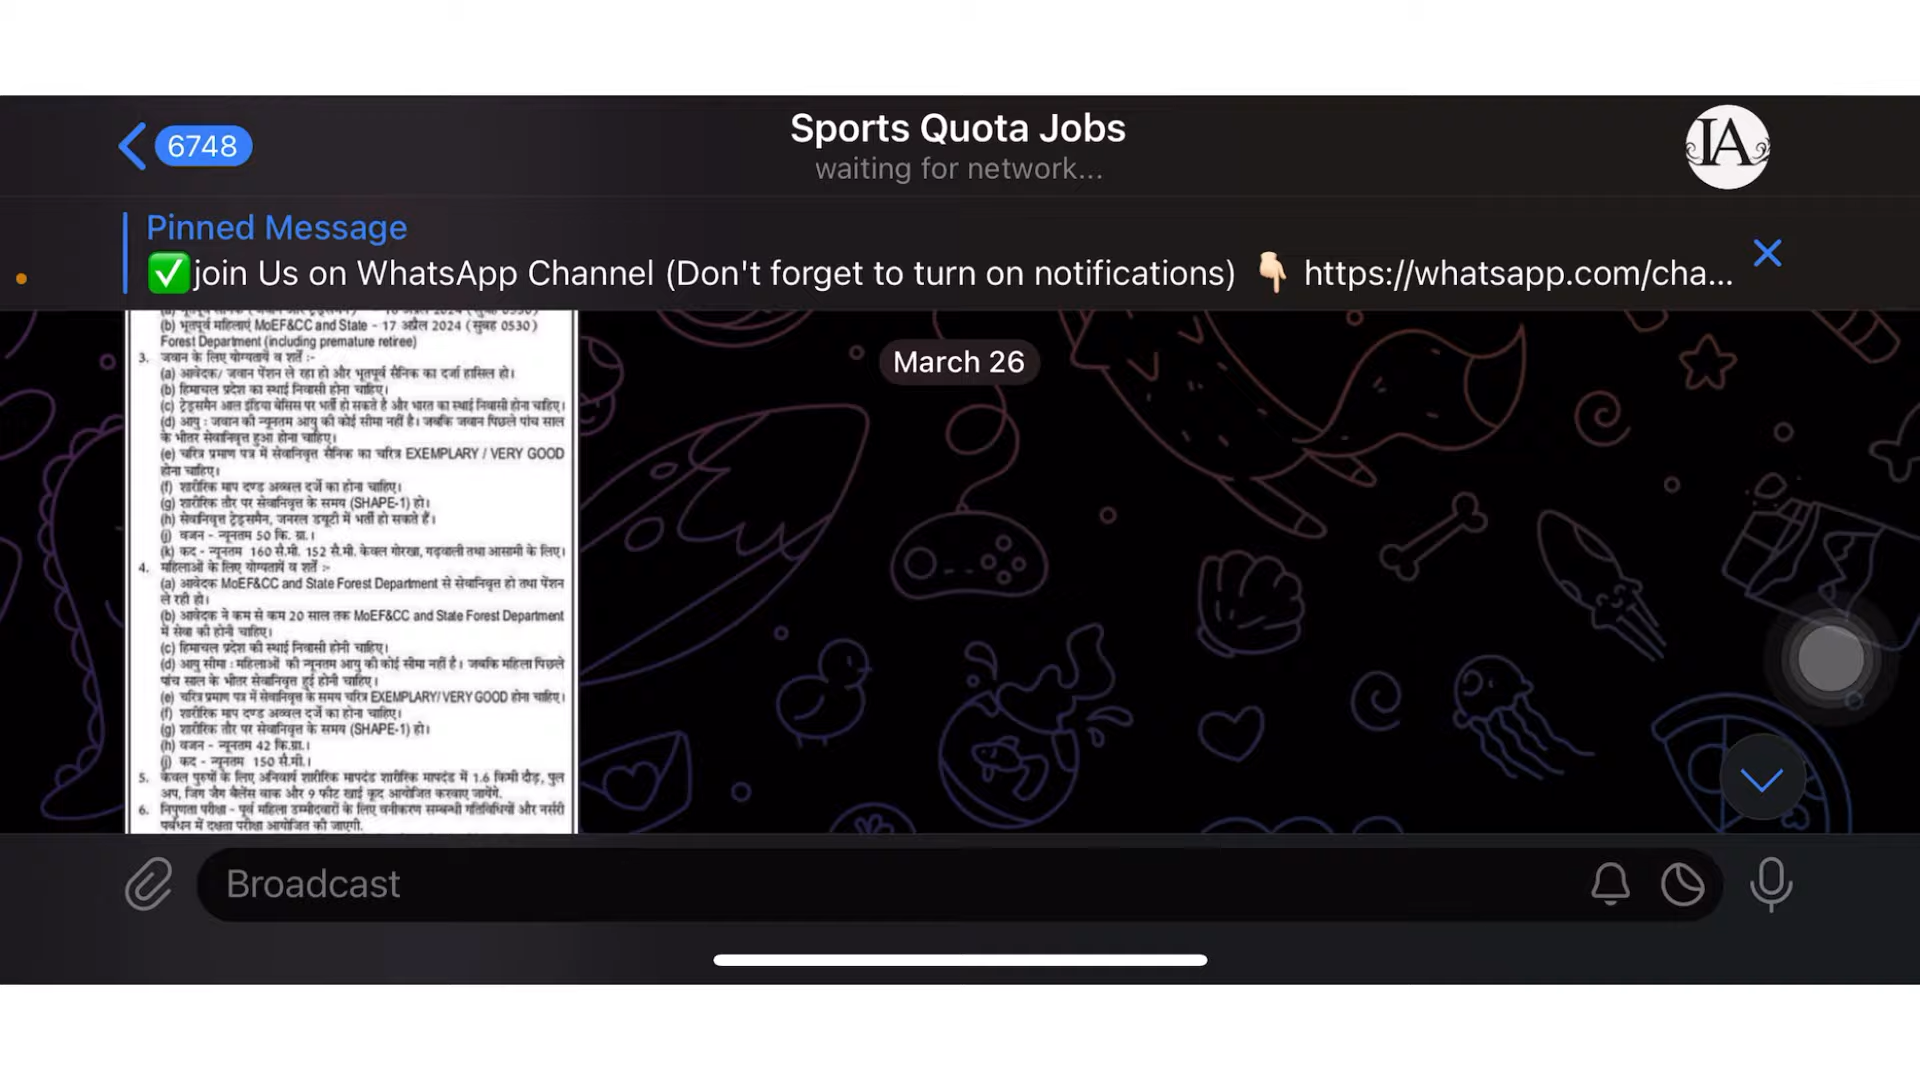 6748
Sports Quota Jobs
waiting for network...
IA
Pinned Message
✅join Us on WhatsApp Channel (Don't forget to turn on notifications) 👇🏻 https://whatsapp.com/cha...
March 26
(b) भूतपूर्व महिलाएं MoEF&CC and State - 17 अप्रैल 2024 ( सुबह 0530 )
Forest Department (including premature retiree)
3. जवान के लिए योग्यतायें व शर्तें :-
(a) आवेदक/ जवान पेंशन ले रहा हो और भूतपूर्व सैनिक का दर्जा हासिल हो।
(b) हिमाचल प्रदेश का स्थाई निवासी होना चाहिए।
(c) ट्रेड्समैन आल इंडिया बेसिस पर भर्ती हो सकते है और भारत का स्थाई निवासी होना चाहिए।
(d) आयु : जवान की न्यूनतम आयु की कोई सीमा नहीं है। जबकि जवान पिछले पांच साल
के भीतर सेवानिवृत्त हुआ होना चाहिए।
(e) चरित्र प्रमाण पत्र में सेवानिवृत्त सैनिक का चरित्र EXEMPLARY / VERY GOOD
होना चाहिए।
(f) शारीरिक माप दण्ड अव्वल दर्जे का होना चाहिए।
(g) शारीरिक तौर पर सेवानिवृत्त के समय (SHAPE-1) हो।
(h) सेवानिवृत्त ट्रेड्समैन, जनरल डयूटी में भर्ती हो सकते हैं।
(j) वजन - न्यूनतम 50 कि. ग्रा.।
(k) कद - न्यूनतम 160 सै.मी. 152 सै.मी. केवल गोरखा, गढ़वाली तथा आसामी के लिए।
4. महिलाओं के लिए योग्यतायें व शर्तें :-
(a) आवेदक MoEF&CC and State Forest Department से सेवानिवृत्त हो तथा पेंशन
ले रही हो।
(b) आवेदक ने कम से कम 20 साल तक MoEF&CC and State Forest Department
में सेवा की होनी चाहिए।
(c) हिमाचल प्रदेश की स्थाई निवासी होनी चाहिए।
(d) आयु सीमा : महिलाओं की न्यूनतम आयु की कोई सीमा नहीं है। जबकि महिला पिछले
पांच साल के भीतर सेवानिवृत्त हुई होनी चाहिए।
(e) चरित्र प्रमाण पत्र में सेवानिवृत्त के समय चरित्र EXEMPLARY/ VERY GOOD होना चाहिए।
(f) शारीरिक माप दण्ड अव्वल दर्जे का होना चाहिए।
(g) शारीरिक तौर पर सेवानिवृत्त के समय (SHAPE-1) हो।
(h) वजन - न्यूनतम 42 कि.ग्रा.।
(j) कद - न्यूनतम 150 सै.मी.।
5. केवल पुरुषों के लिए अनिवार्य शारीरिक मापदंड शारीरिक मापदंड में 1.6 किमी दौड़, पुल
अप, जिग जैग बैलेंस वाक और 9 फीट खाई कूद आयोजित करवाए जायेंगे.
6. निपुणता परीक्षा - पूर्व महिला उम्मीदवारों के लिए वनीकरण सम्बन्धी गतिविधियों और नर्सरी
में दक्षता परीक्षा आयोजित की जाएगी.
Broadcast